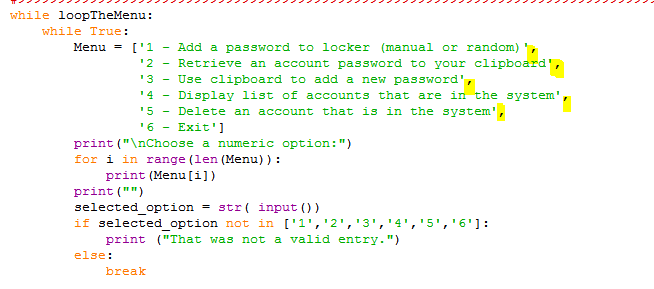 while loopTheMenu:
    while True:
        Menu = ['1 - Add a password to locker (manual or random)',
                '2 - Retrieve an account password to your clipboard',
                '3 - Use clipboard to add a new password',
                '4 - Display list of accounts that are in the system',
                '5 - Delete an account that is in the system',
                '6 - Exit']
        print("\nChoose a numeric option:")
        for i in range(len(Menu)):
            print(Menu[i])
        print("")
        selected_option = str( input())
        if selected_option not in ['1','2','3','4','5','6']:
            print ("That was not a valid entry.")
        else:
            break